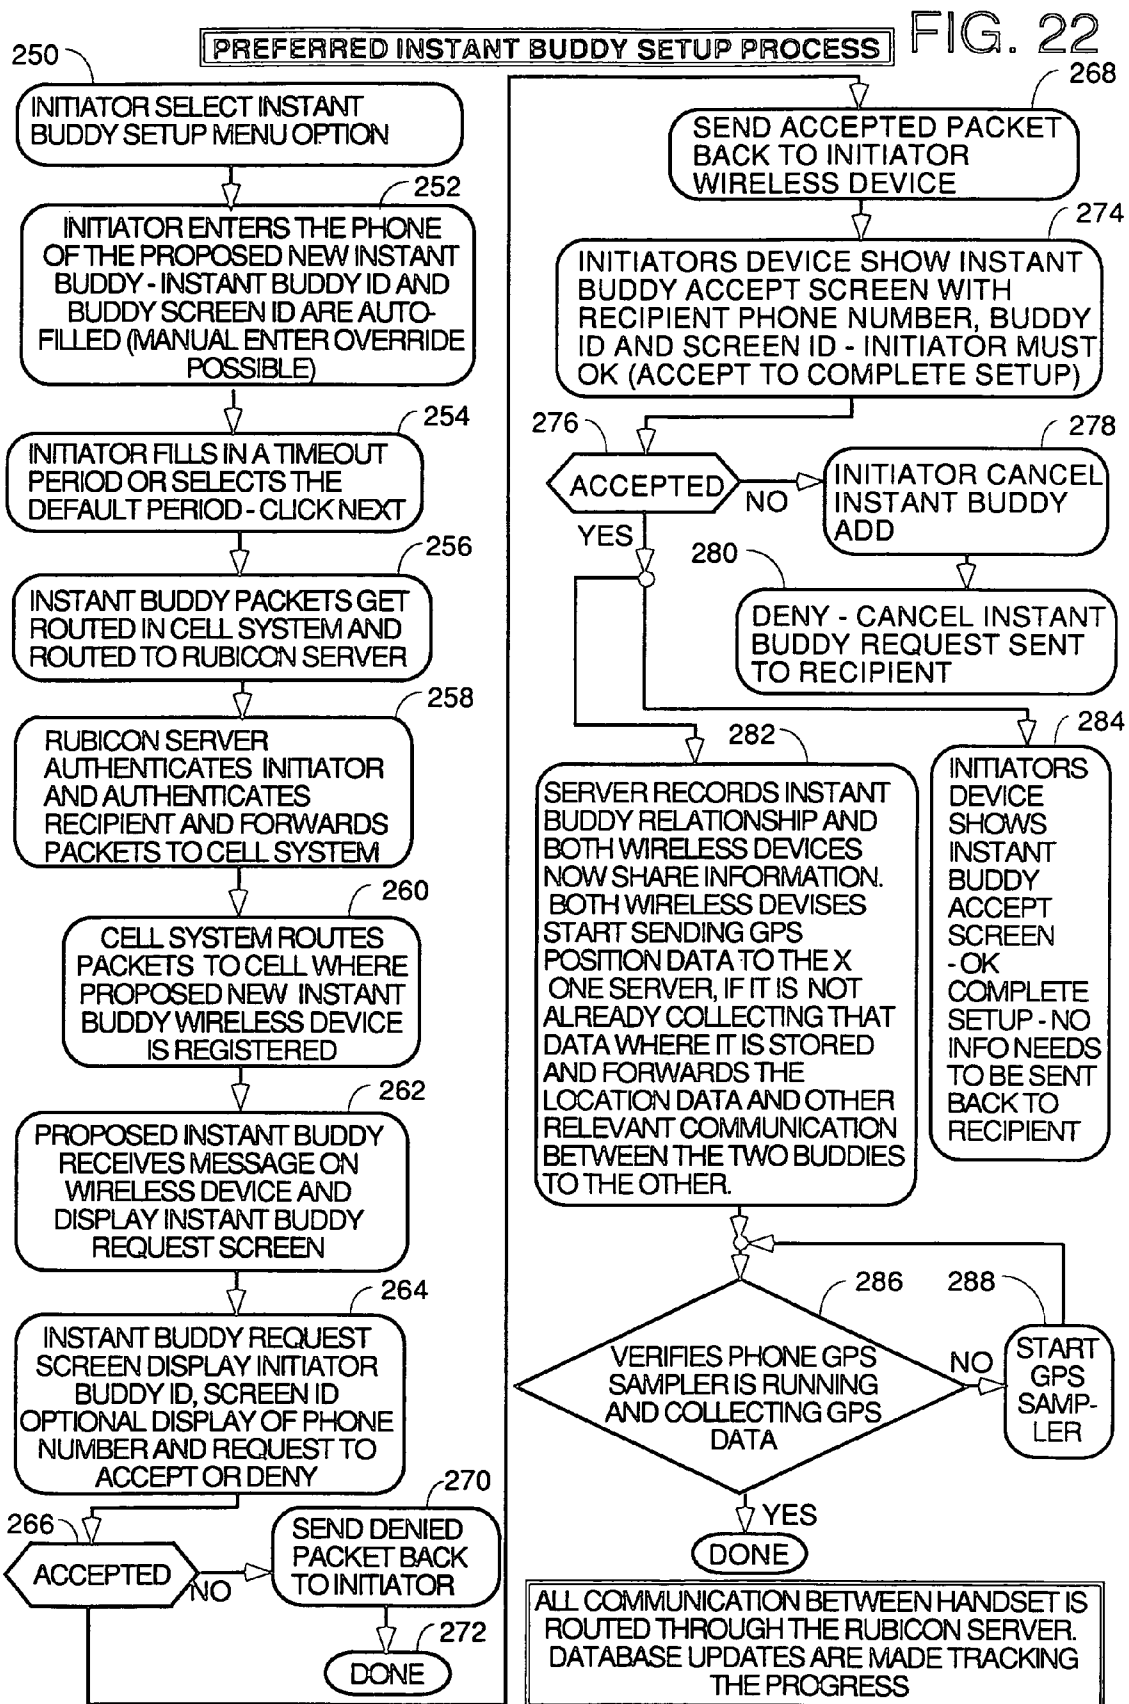 FIG. 22
PREFERRED INSTANT BUDDY SETUP PROCESS
250
INITIATOR SELECT INSTANT
BUDDY SETUP MENU OPTION
252
INITIATOR ENTERS THE PHONE
OF THE PROPOSED NEW INSTANT
BUDDY - INSTANT BUDDY ID AND
BUDDY SCREEN ID ARE AUTO-
FILLED (MANUAL ENTER OVERRIDE
POSSIBLE)
254
INITIATOR FILLS IN A TIMEOUT
PERIOD OR SELECTS THE
DEFAULT PERIOD - CLICK NEXT
256
INSTANT BUDDY PACKETS GET
ROUTED IN CELL SYSTEM AND
ROUTED TO RUBICON SERVER
258
RUBICON SERVER
AUTHENTICATES INITIATOR
AND AUTHENTICATES
RECIPIENT AND FORWARDS
PACKETS TO CELL SYSTEM
260
CELL SYSTEM ROUTES
PACKETS TO CELL WHERE
PROPOSED NEW INSTANT
BUDDY WIRELESS DEVICE
IS REGISTERED
262
PROPOSED INSTANT BUDDY
RECEIVES MESSAGE ON
WIRELESS DEVICE AND
DISPLAY INSTANT BUDDY
REQUEST SCREEN
264
INSTANT BUDDY REQUEST
SCREEN DISPLAY INITIATOR
BUDDY ID, SCREEN ID
OPTIONAL DISPLAY OF PHONE
NUMBER AND REQUEST TO
ACCEPT OR DENY
266
ACCEPTED
NO
270
SEND DENIED
PACKET BACK
TO INITIATOR
272
DONE
268
SEND ACCEPTED PACKET
BACK TO INITIATOR
WIRELESS DEVICE
274
INITIATORS DEVICE SHOW INSTANT
BUDDY ACCEPT SCREEN WITH
RECIPIENT PHONE NUMBER, BUDDY
ID AND SCREEN ID - INITIATOR MUST
OK (ACCEPT TO COMPLETE SETUP)
276
ACCEPTED
NO
YES
278
INITIATOR CANCEL
INSTANT BUDDY
ADD
280
DENY - CANCEL INSTANT
BUDDY REQUEST SENT
TO RECIPIENT
282
SERVER RECORDS INSTANT
BUDDY RELATIONSHIP AND
BOTH WIRELESS DEVICES
NOW SHARE INFORMATION.
BOTH WIRELESS DEVISES
START SENDING GPS
POSITION DATA TO THE X
ONE SERVER, IF IT IS NOT
ALREADY COLLECTING THAT
DATA WHERE IT IS STORED
AND FORWARDS THE
LOCATION DATA AND OTHER
RELEVANT COMMUNICATION
BETWEEN THE TWO BUDDIES
TO THE OTHER.
284
INITIATORS
DEVICE
SHOWS
INSTANT
BUDDY
ACCEPT
SCREEN
- OK
COMPLETE
SETUP - NO
INFO NEEDS
TO BE SENT
BACK TO
RECIPIENT
286
VERIFIES PHONE GPS
SAMPLER IS RUNNING
AND COLLECTING GPS
DATA
NO
288
START
GPS
SAMP-
LER
YES
DONE
ALL COMMUNICATION BETWEEN HANDSET IS
ROUTED THROUGH THE RUBICON SERVER.
DATABASE UPDATES ARE MADE TRACKING
THE PROGRESS